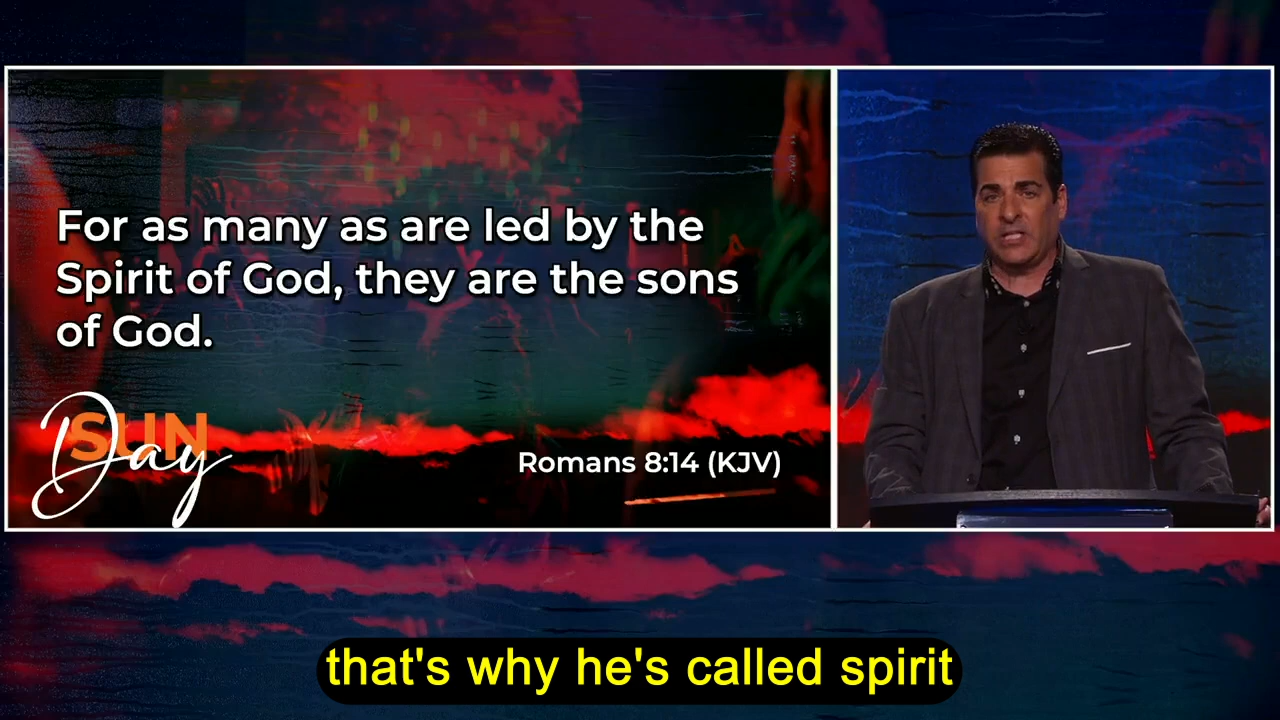 For as many as are led by the
Spirit of God, they are the sons
of God.
SUN
Day
Romans 8:14 (KJV)
that's why he's called spirit